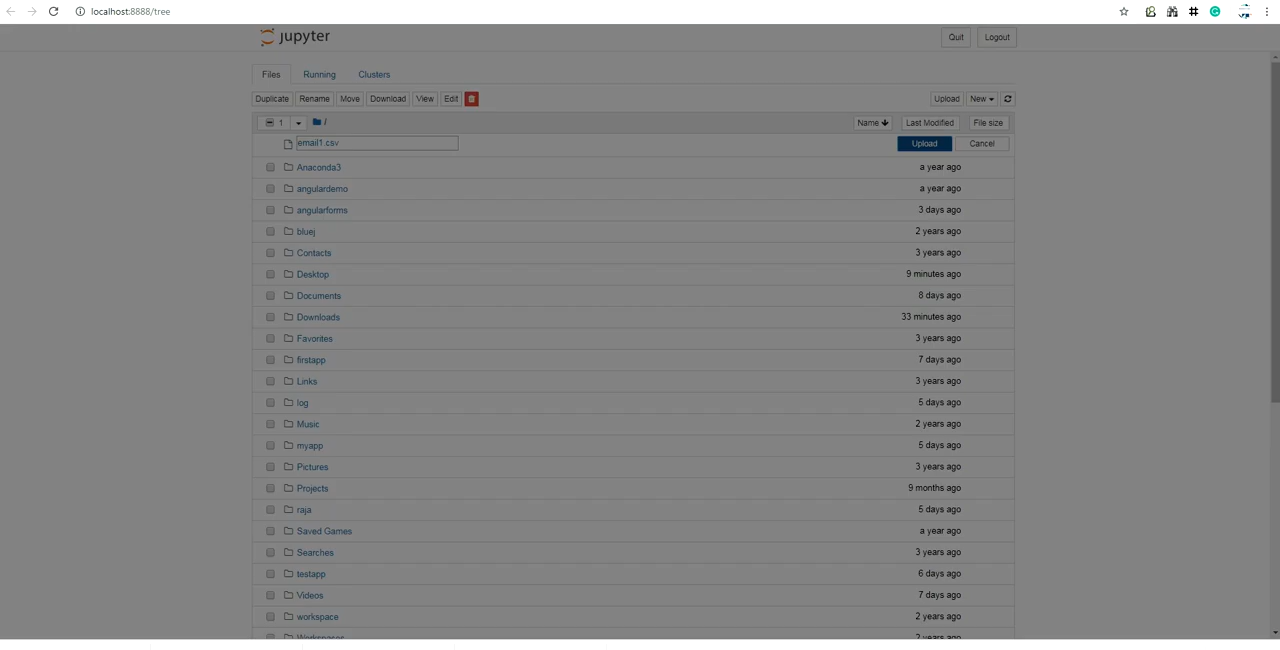 localhost:8888/tree
jupyter
Quit
Logout
Files
Running
Clusters
Duplicate
Rename
Move
Download
View
Edit
Upload
New
1
/
Name
Last Modified
File size
email1.csv
Upload
Cancel
Anaconda3 a year ago
angulardemo a year ago
angularforms 3 days ago
bluej 2 years ago
Contacts 3 years ago
Desktop 9 minutes ago
Documents 8 days ago
Downloads 33 minutes ago
Favorites 3 years ago
firstapp 7 days ago
Links 3 years ago
log 5 days ago
Music 2 years ago
myapp 5 days ago
Pictures 3 years ago
Projects 9 months ago
raja 5 days ago
Saved Games a year ago
Searches 3 years ago
testapp 6 days ago
Videos 7 days ago
workspace 2 years ago
Workspaces 2 years ago